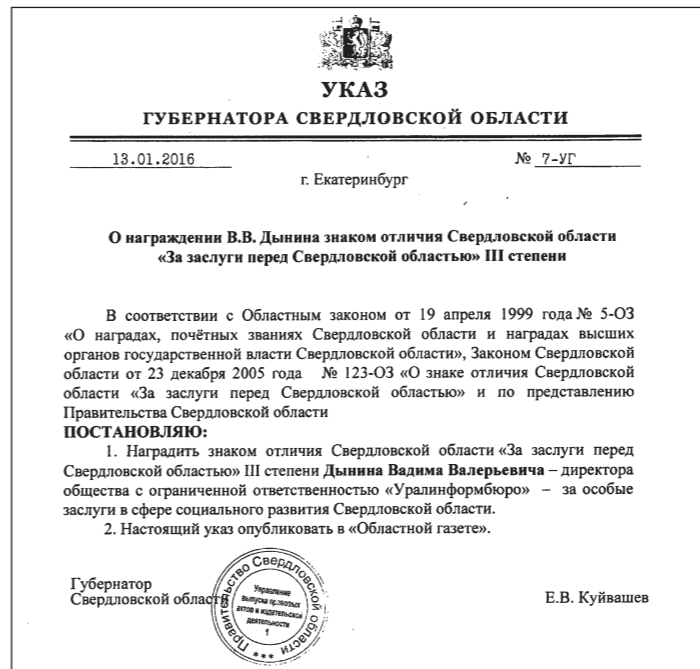 УКАЗ
ГУБЕРНАТОРА СВЕРДЛОВСКОЙ ОБЛАСТИ
13.01.2016 № 7-УГ
г. Екатеринбург
О награждении В.В. Дынина знаком отличия Свердловской области
«За заслуги перед Свердловской областью» III степени
В соответствии с Областным законом от 19 апреля 1999 года № 5-ОЗ
«О наградах, почётных званиях Свердловской области и наградах высших
органов государственной власти Свердловской области», Законом Свердловской
области от 23 декабря 2005 года № 123-ОЗ «О знаке отличия Свердловской
области «За заслуги перед Свердловской областью» и по представлению
Правительства Свердловской области
ПОСТАНОВЛЯЮ:
1. Наградить знаком отличия Свердловской области «За заслуги перед
Свердловской областью» III степени Дынина Вадима Валерьевича – директора
общества с ограниченной ответственностью «Уралинформбюро» – за особые
заслуги в сфере социального развития Свердловской области.
2. Настоящий указ опубликовать в «Областной газете».
Губернатор
Свердловской области Е.В. Куйвашев
Правительство Свердловской области ***
Управление
выпуска правовых
актов и издательской
деятельности
1